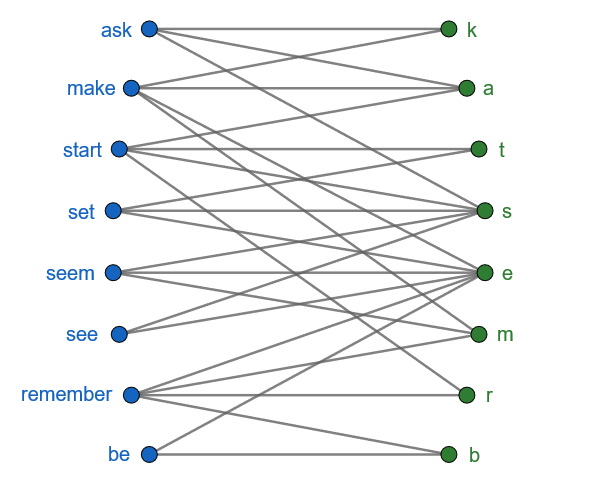 ask k
make a
start t
set s
seem e
see m
remember r
be b